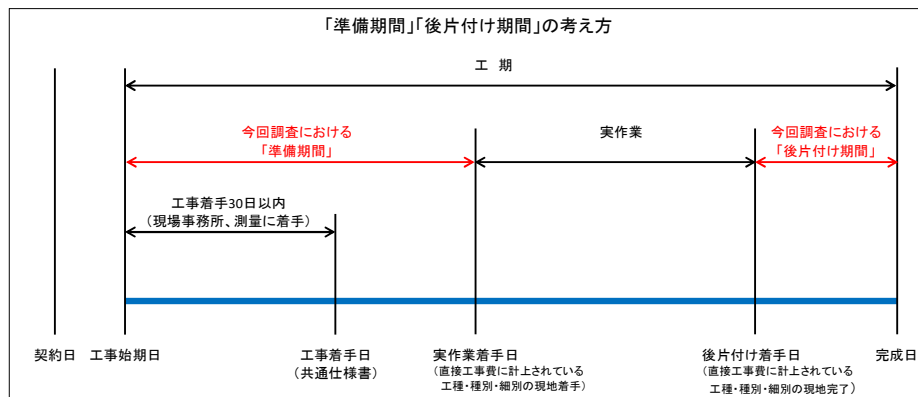 「準備期間」「後片付け期間」の考え方
工 期
今回調査における
「準備期間」
実作業
今回調査における
「後片付け期間」
工事着手30日以内
（現場事務所、測量に着手）
契約日
工事始期日
工事着手日
（共通仕様書）
実作業着手日
（直接工事費に計上されている
工種・種別・細別の現地着手）
後片付け着手日
（直接工事費に計上されている
工種・種別・細別の現地完了）
完成日